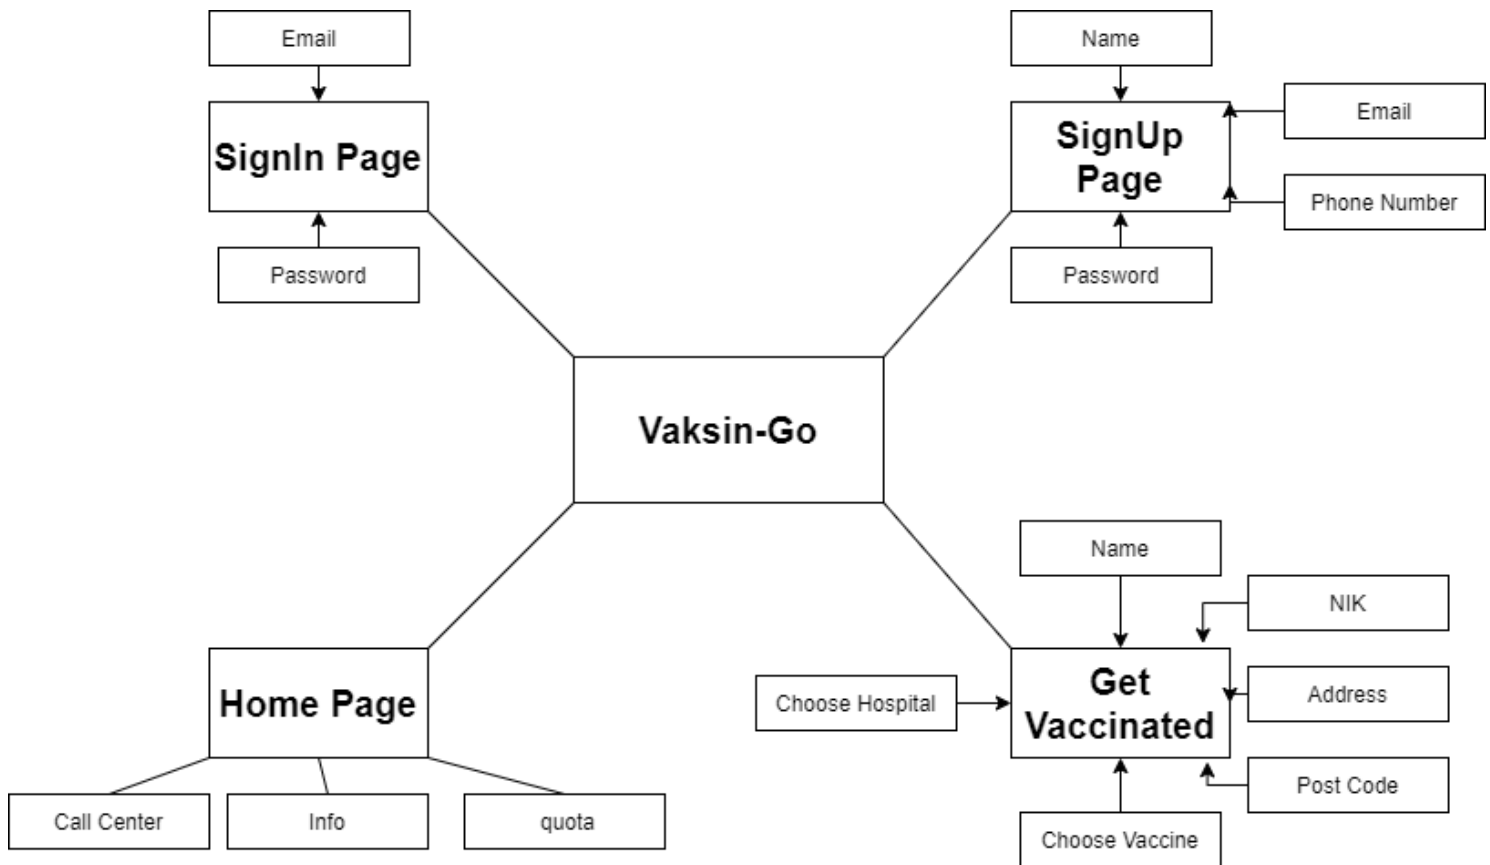 Email
SignIn Page
Password
Name
SignUp
Page
Email
Phone Number
Password
Vaksin-Go
Home Page
Call Center
Info
quota
Name
NIK
Choose Hospital
Get
Vaccinated
Address
Post Code
Choose Vaccine